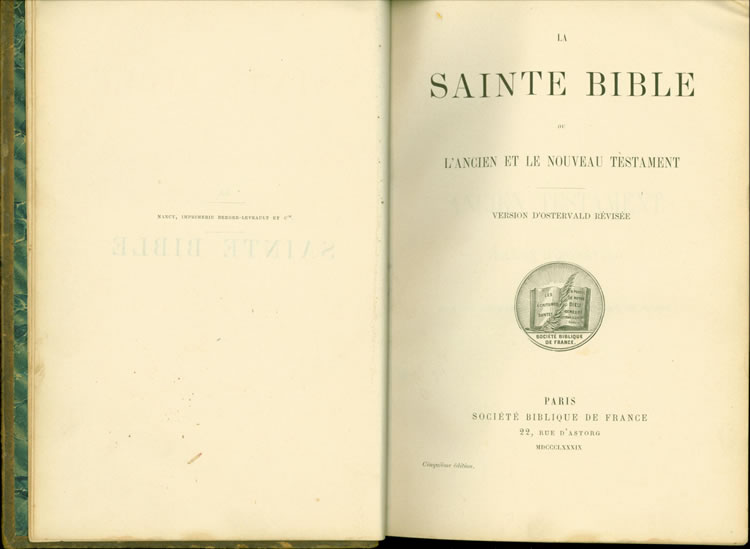 NANCY, IMPRIMERIE BERGER-LEVRAULT ET Cie
LA
SAINTE BIBLE
OU
L'ANCIEN ET LE NOUVEAU TESTAMENT
VERSION D'OSTERVALD RÉVISÉE
SOCIÉTÉ BIBLIQUE
DE FRANCE.
PARIS
SOCIÉTÉ BIBLIQUE DE FRANCE
22, RUE D'ASTORG
MDCCCLXXXIX
Cinquième édition.